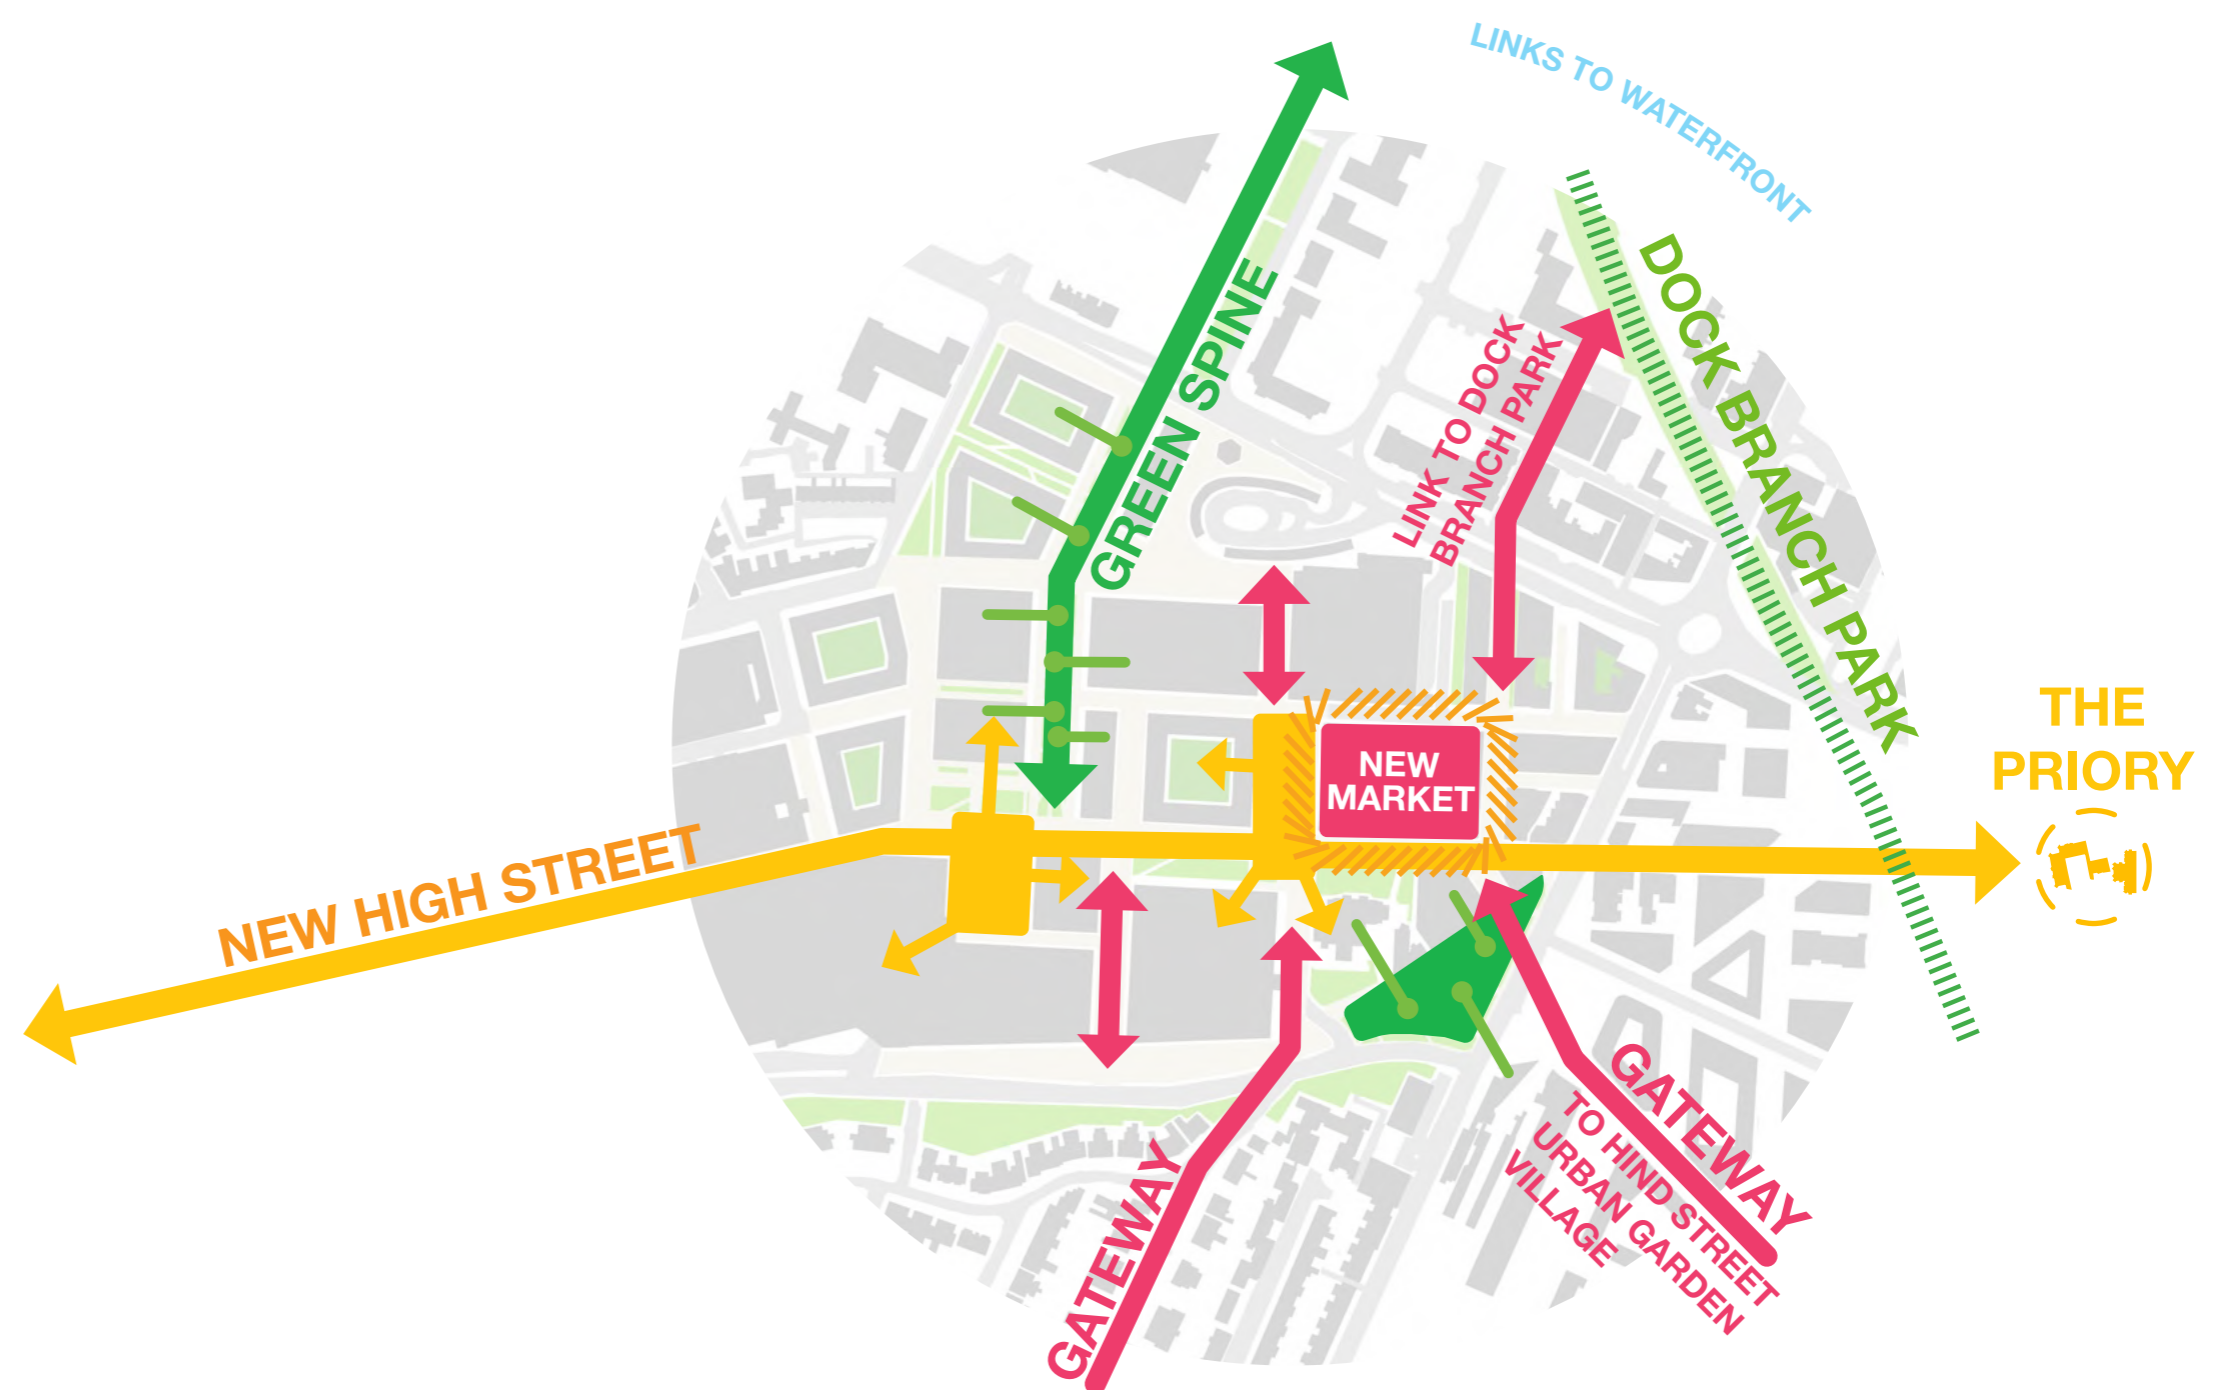 LINKS TO WATERFRONT
GREEN SPINE
LINK TO DOCK
BRANCH PARK
DOCK BRANCH PARK
THE
PRIORY
NEW
MARKET
NEW HIGH STREET
GATEWAY
GATEWAY
TO HIND STREET
URBAN GARDEN
VILLAGE